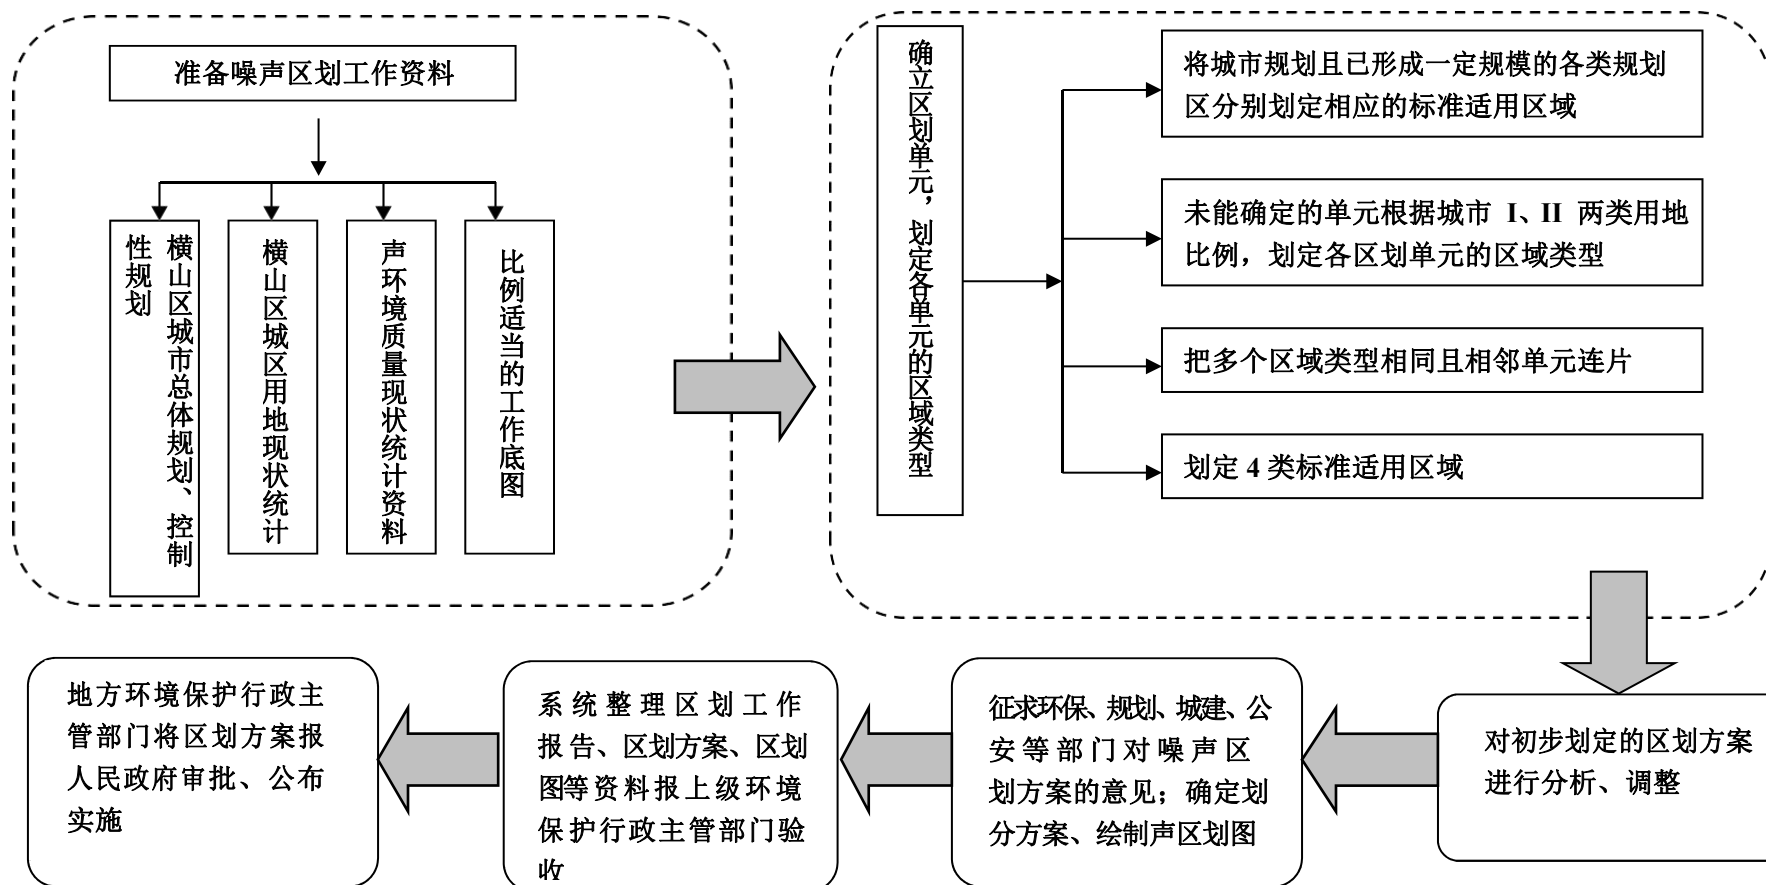 准备噪声区划工作资料
横山区城市总体规划、控制
性规划
横山区城区用地现状统计
声环境质量现状统计资料
比例适当的工作底图
确立区划单元，划定各单元的区域类型
将城市规划且已形成一定规模的各类规划
区分别划定相应的标准适用区域
未能确定的单元根据城市 I、II 两类用地
比例，划定各区划单元的区域类型
把多个区域类型相同且相邻单元连片
划定 4 类标准适用区域
对初步划定的区划方案
进行分析、调整
征求环保、规划、城建、公
安等部门对噪声区
划方案的意见；确定划
分方案、绘制声区划图
系统整理区划工作
报告、区划方案、区划
图等资料报上级环境
保护行政主管部门验
收
地方环境保护行政主
管部门将区划方案报
人民政府审批、公布
实施